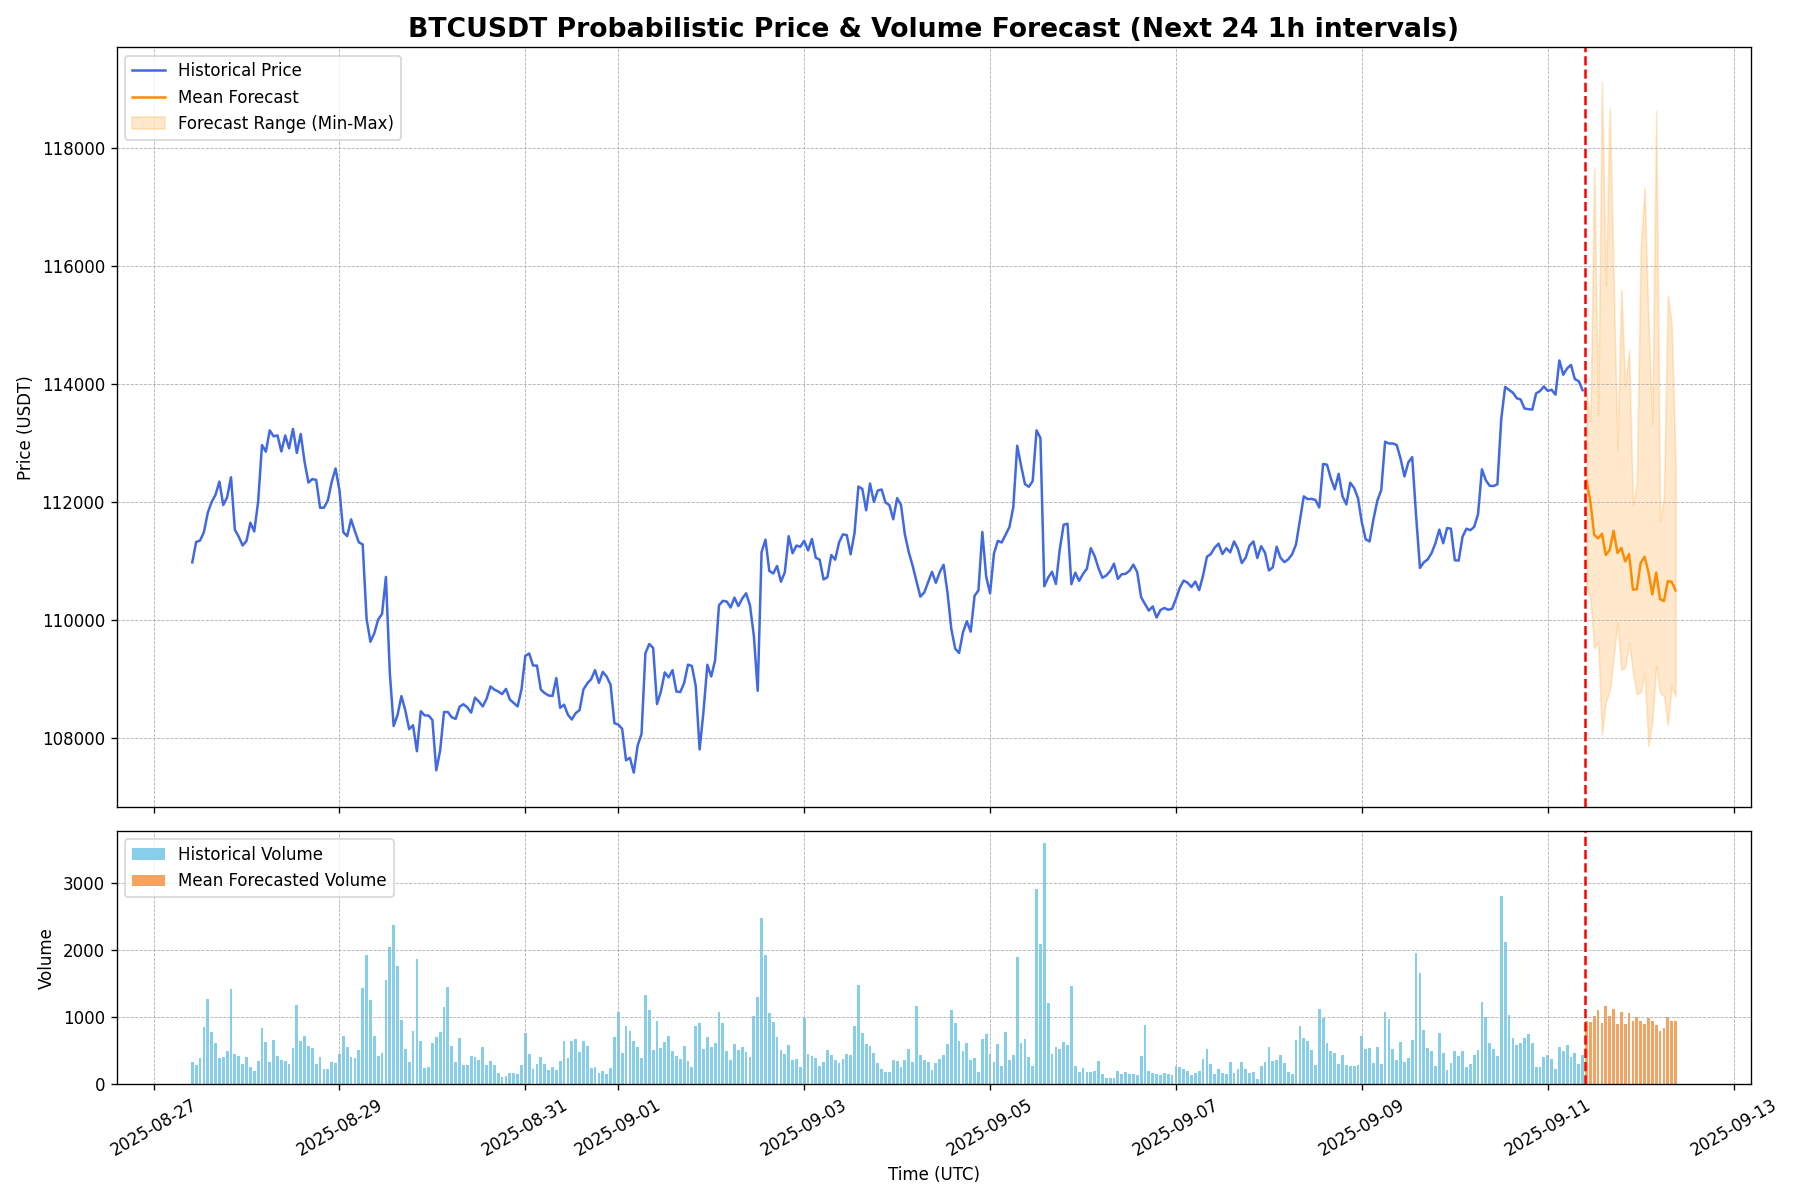 BTCUSDT Probabilistic Price & Volume Forecast (Next 24 1h intervals)
Historical Price
Mean Forecast
Forecast Range (Min-Max)
Price (USDT)
118000
116000
114000
112000
110000
108000
Historical Volume
Mean Forecasted Volume
Volume
3000
2000
1000
0
2025-08-27
2025-08-29
2025-08-31
2025-09-01
2025-09-03
2025-09-05
2025-09-07
2025-09-09
2025-09-11
2025-09-13
Time (UTC)